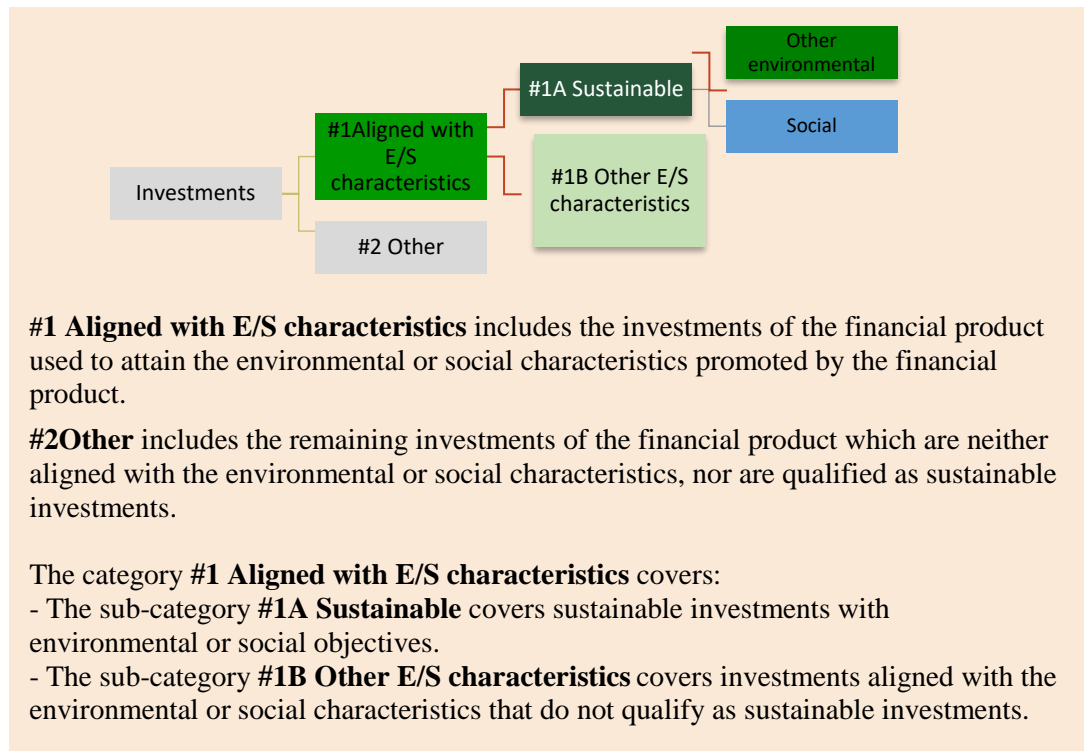 Other
environmental
#1A Sustainable
Social
#1Aligned with
E/S
characteristics
#1B Other E/S
characteristics
Investments
#2 Other
#1 Aligned with E/S characteristics includes the investments of the financial product
used to attain the environmental or social characteristics promoted by the financial
product.
#2Other includes the remaining investments of the financial product which are neither
aligned with the environmental or social characteristics, nor are qualified as sustainable
investments.
The category #1 Aligned with E/S characteristics covers:
- The sub-category #1A Sustainable covers sustainable investments with
environmental or social objectives.
- The sub-category #1B Other E/S characteristics covers investments aligned with the
environmental or social characteristics that do not qualify as sustainable investments.